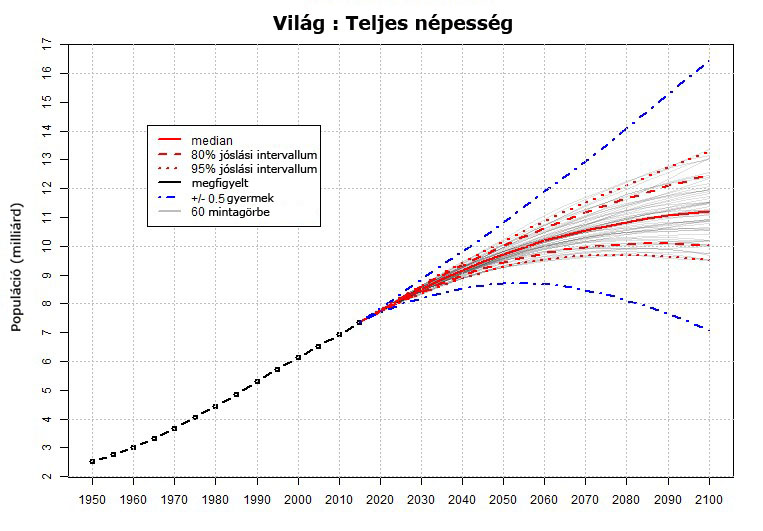 Világ : Teljes népesség
Populáció (milliárd)
17
16
15
14
13
12
11
10
9
8
7
6
5
4
3
2
median
80% jóslási intervallum
95% jóslási intervallum
megfigyelt
+/- 0.5 gyermek
60 mintagörbe
1950 1960 1970 1980 1990 2000 2010 2020 2030 2040 2050 2060 2070 2080 2090 2100